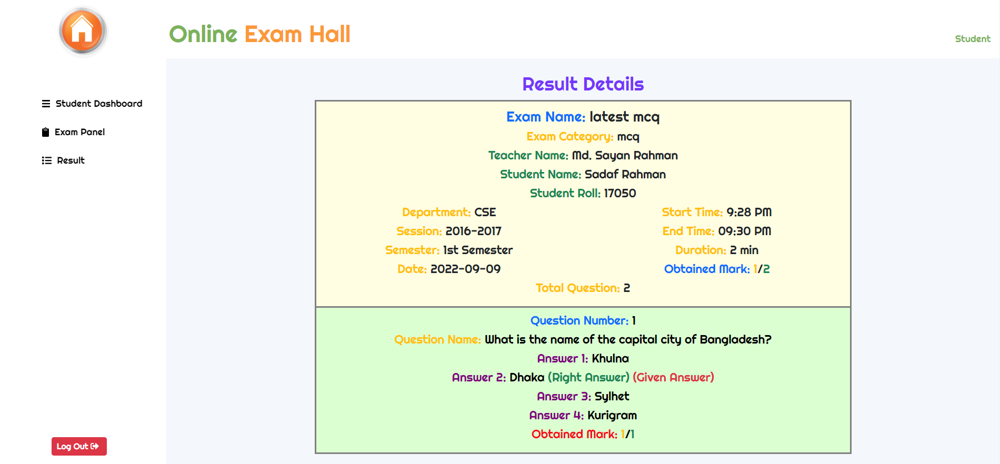 Online Exam Hall
Student
Student Dashboard
Exam Panel
Result
Log Out
Result Details
Exam Name: latest mcq
Exam Category: mcq
Teacher Name: Md. Sayan Rahman
Student Name: Sadaf Rahman
Student Roll: 17050
Department: CSE
Session: 2016-2017
Semester: 1st Semester
Date: 2022-09-09
Start Time: 9:28 PM
End Time: 09:30 PM
Duration: 2 min
Obtained Mark: 1/2
Total Question: 2
Question Number: 1
Question Name: What is the name of the capital city of Bangladesh?
Answer 1: Khulna
Answer 2: Dhaka (Right Answer) (Given Answer)
Answer 3: Sylhet
Answer 4: Kurigram
Obtained Mark: 1/1